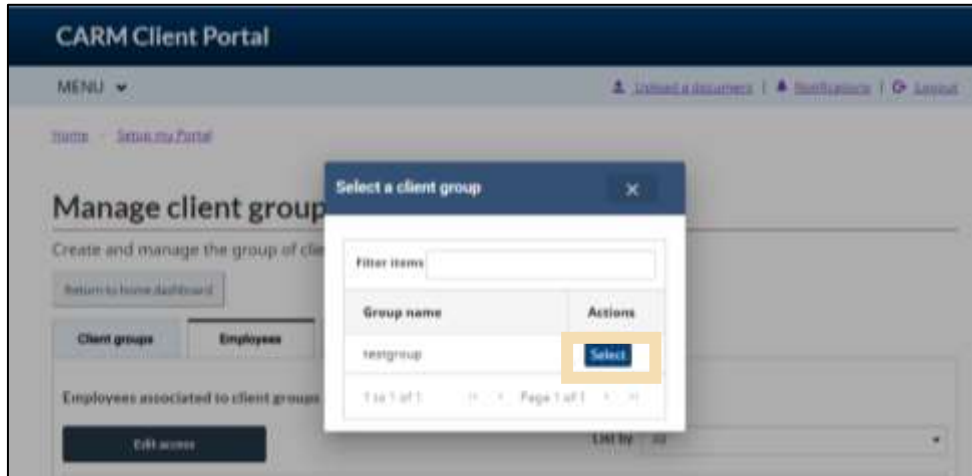 CARM Client Portal
MENU
Upload a document | Notifications | Logout
Home Setup my Portal
Select a client group
Manage client group
Create and manage the group of clie
Filter items
Return to home dashboard
Group name Actions
Client groups Employees
testgroup Select
Employees associated to client groups
1 to 1 of 1 Page 1 of 1
Edit access
List by All